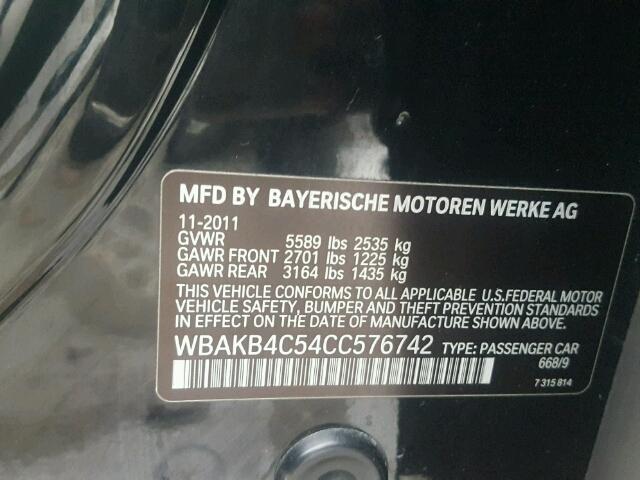 MFD BY BAYERISCHE MOTOREN WERKE AG
11-2011
GVWR 5589 lbs 2535 kg
GAWR FRONT 2701 lbs 1225 kg
GAWR REAR 3164 lbs 1435 kg
THIS VEHICLE CONFORMS TO ALL APPLICABLE U.S.FEDERAL MOTOR
VEHICLE SAFETY, BUMPER AND THEFT PREVENTION STANDARDS
IN EFFECT ON THE DATE OF MANUFACTURE SHOWN ABOVE.
WBAKB4C54CC576742 TYPE: PASSENGER CAR
668/9
7 315 814